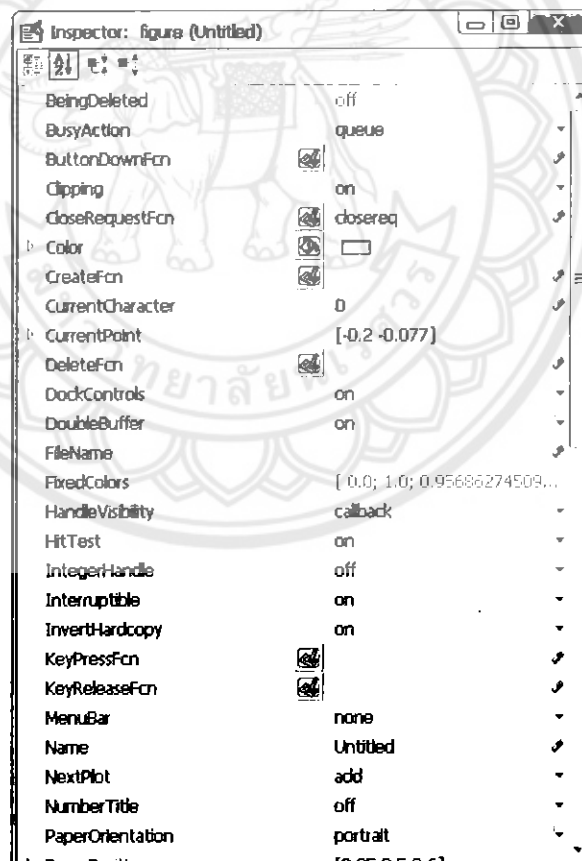 Inspector: figure (Untitled)
BeingDeleted off
BusyAction queue
ButtonDownFcn
Clipping on
CloseRequestFcn closereq
Color
CreateFcn
CurrentCharacter 0
CurrentPoint [-0.2 -0.077]
DeleteFcn
DockControls on
DoubleBuffer on
FileName
FixedColors [ 0.0; 1.0; 0.95686274509...
HandleVisibility callback
HitTest on
IntegerHandle off
Interruptible on
InvertHardcopy on
KeyPressFcn
KeyReleaseFcn
MenuBar none
Name Untitled
NextPlot add
NumberTitle off
PaperOrientation portrait